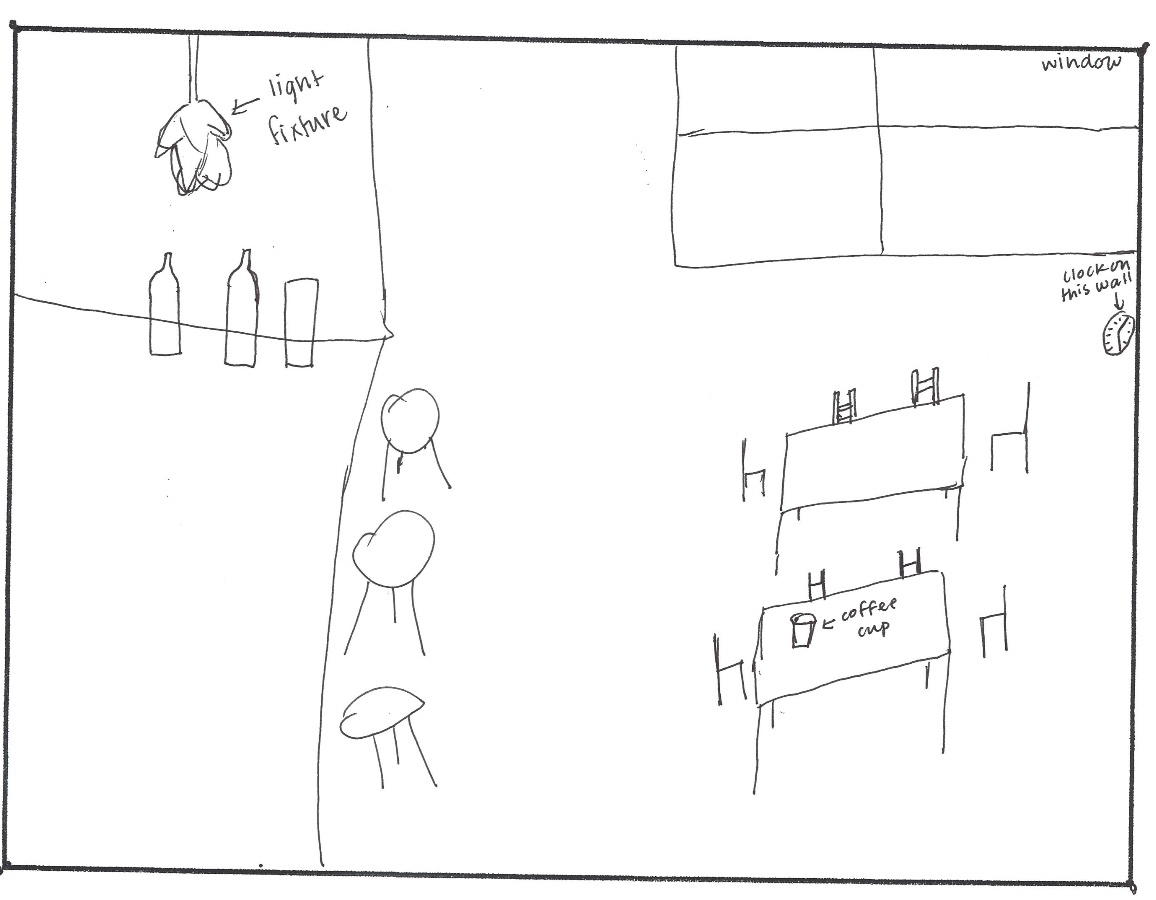 light
fixture
window
clock on
this wall
coffee
cup